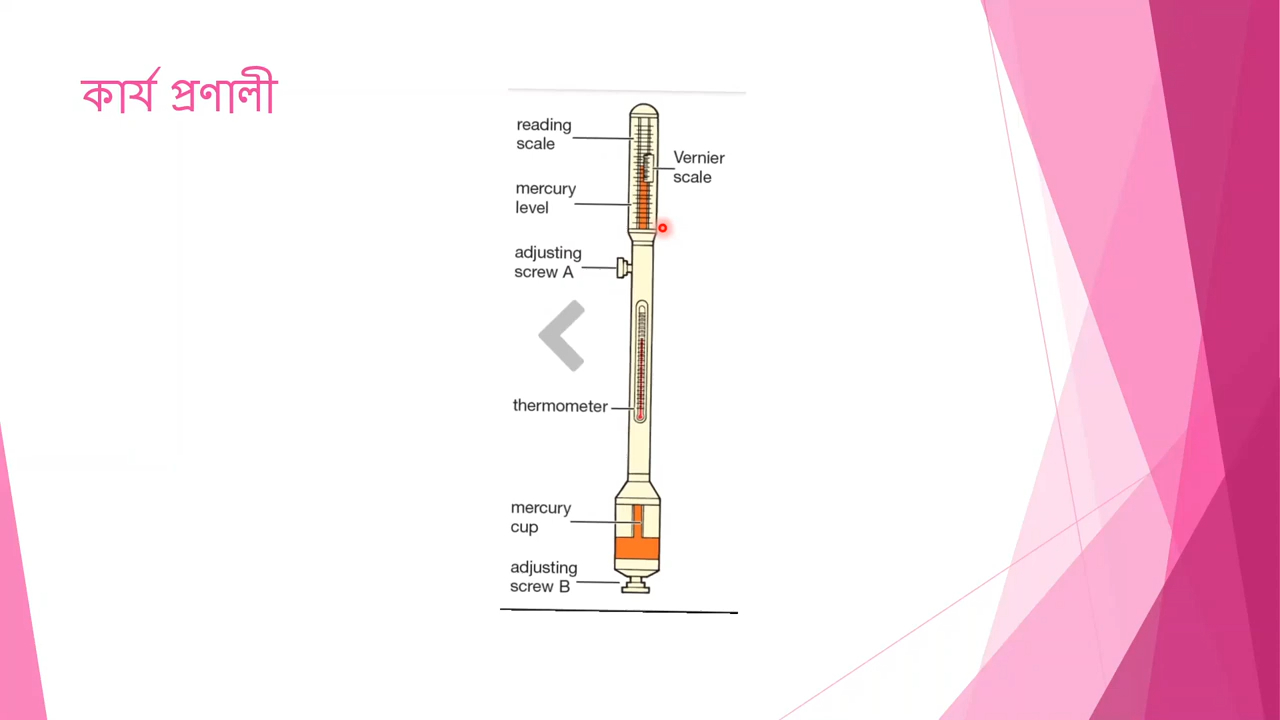 কার্য প্রণালী
reading
scale
Vernier
scale
mercury
level
adjusting
screw A
thermometer
mercury
cup
adjusting
screw B